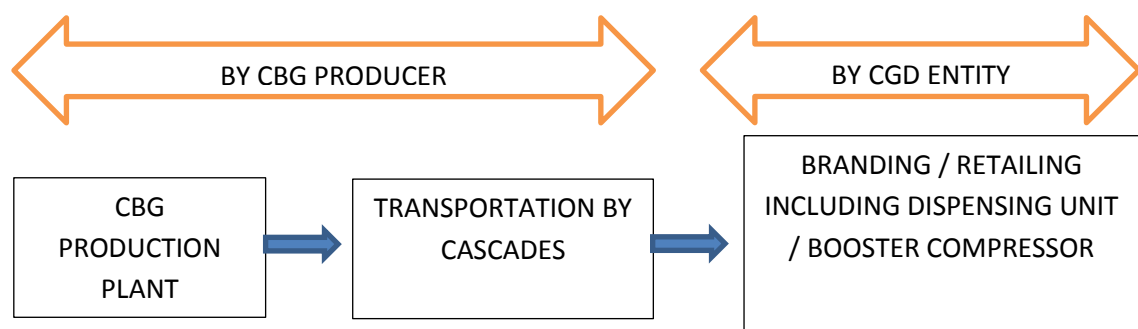 BY CBG PRODUCER
BY CGD ENTITY
CBG
PRODUCTION
PLANT
TRANSPORTATION BY
CASCADES
BRANDING / RETAILING
INCLUDING DISPENSING UNIT
/ BOOSTER COMPRESSOR